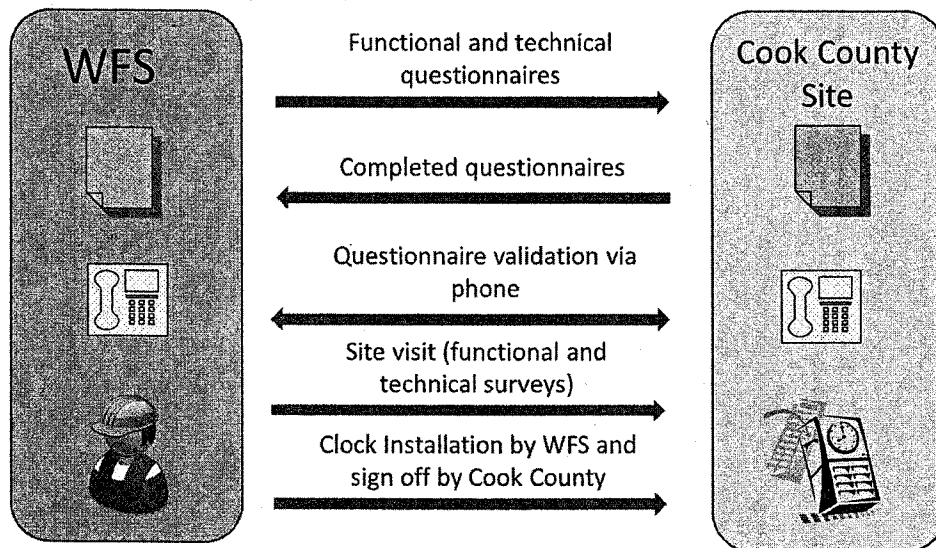 WFS
Functional and technical
questionnaires
Cook County
Site
Completed questionnaires
Questionnaire validation via
phone
Site visit (functional and
technical surveys)
Clock Installation by WFS and
sign off by Cook County